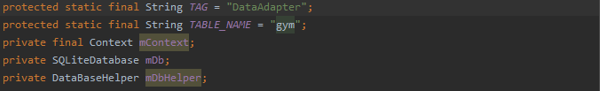 protected static final String TAG = "DataAdapter";
protected static final String TABLE_NAME = "gym";
private final Context mContext;
private SQLiteDatabase mDb;
private DataBaseHelper mDbHelper;